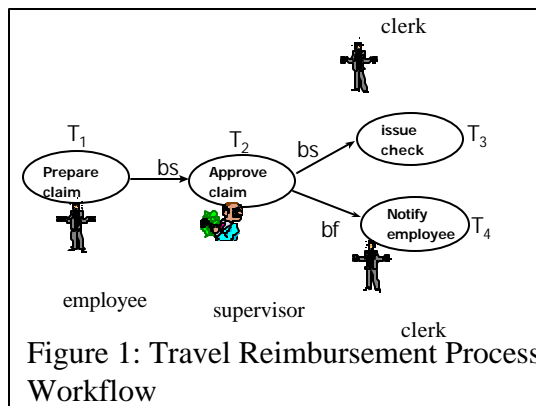 clerk
T1
T2
bs
bs
issue
check
T3
Prepare
claim
Approve
claim
Notify
employee
T4
bf
employee
supervisor
clerk
Figure 1: Travel Reimbursement Process
Workflow